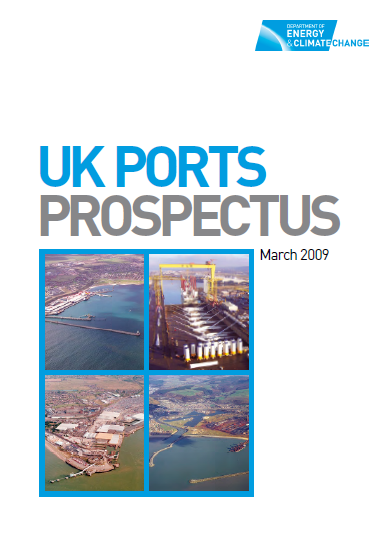 DEPARTMENT OF
ENERGY
& CLIMATE CHANGE
UK PORTS
PROSPECTUS
March 2009